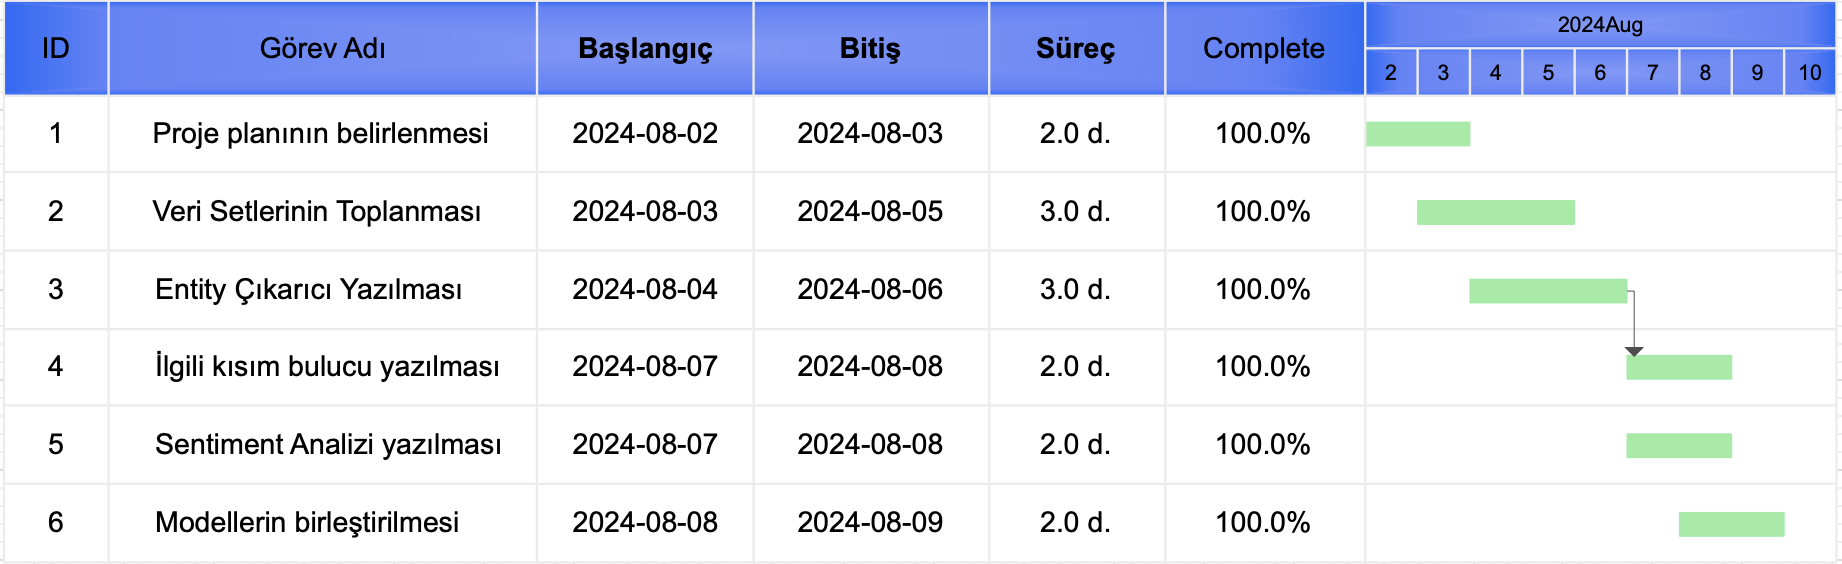 ID Görev Adı Başlangıç Bitiş Süreç Complete 2024Aug
2 3 4 5 6 7 8 9 10
1 Proje planının belirlenmesi 2024-08-02 2024-08-03 2.0 d. 100.0%
2 Veri Setlerinin Toplanması 2024-08-03 2024-08-05 3.0 d. 100.0%
3 Entity Çıkarıcı Yazılması 2024-08-04 2024-08-06 3.0 d. 100.0%
4 İlgili kısım bulucu yazılması 2024-08-07 2024-08-08 2.0 d. 100.0%
5 Sentiment Analizi yazılması 2024-08-07 2024-08-08 2.0 d. 100.0%
6 Modellerin birleştirilmesi 2024-08-08 2024-08-09 2.0 d. 100.0%